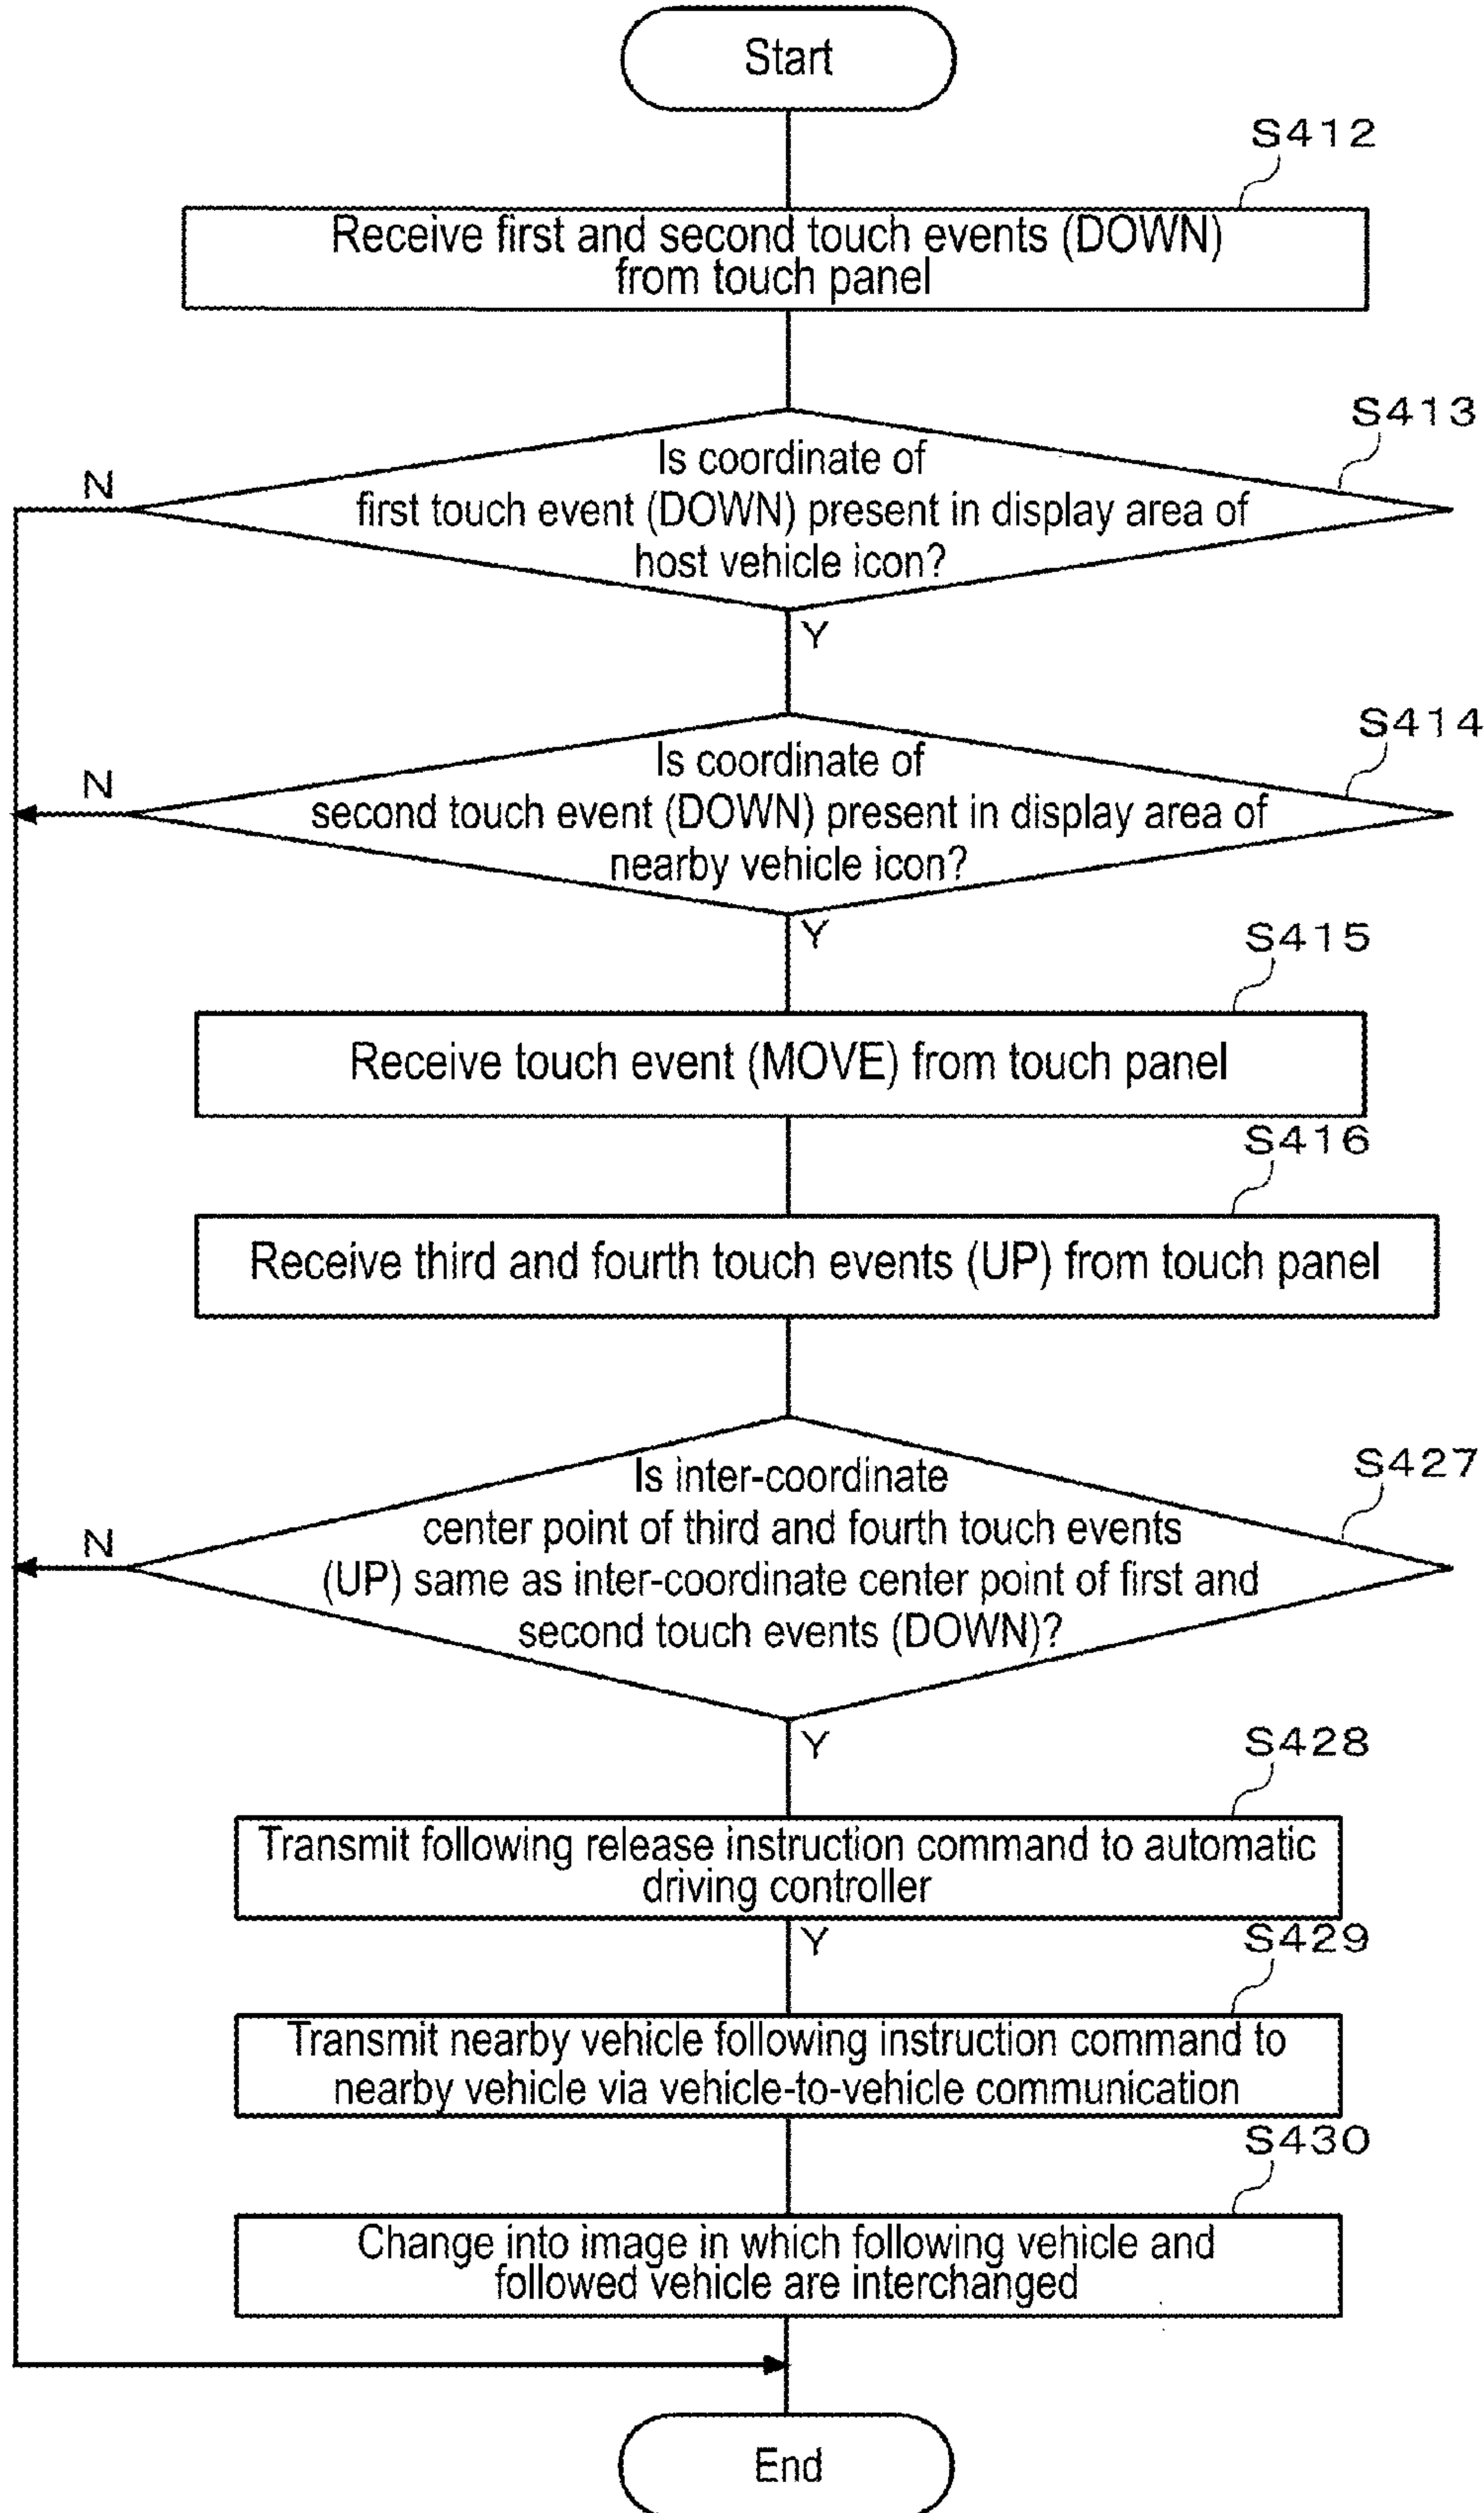 Start
S412
Receive first and second touch events (DOWN)
from touch panel
S413
Is coordinate of
N
first touch event (DOWN) present in display area of
host vehicle icon?
Y
S414
Is coordinate of
N
second touch event (DOWN) present in display area of
nearby vehicle icon?
Y
S415
Receive touch event (MOVE) from touch panel
S416
Receive third and fourth touch events (UP) from touch panel
S427
Is inter-coordinate
center point of third and fourth touch events
N
(UP) same as inter-coordinate center point of first and
second touch events (DOWN)?
Y
S428
Transmit following release instruction command to automatic
driving controller
Y
S429
Transmit nearby vehicle following instruction command to
nearby vehicle via vehicle-to-vehicle communication
S430
Change into image in which following vehicle and
followed vehicle are interchanged
End